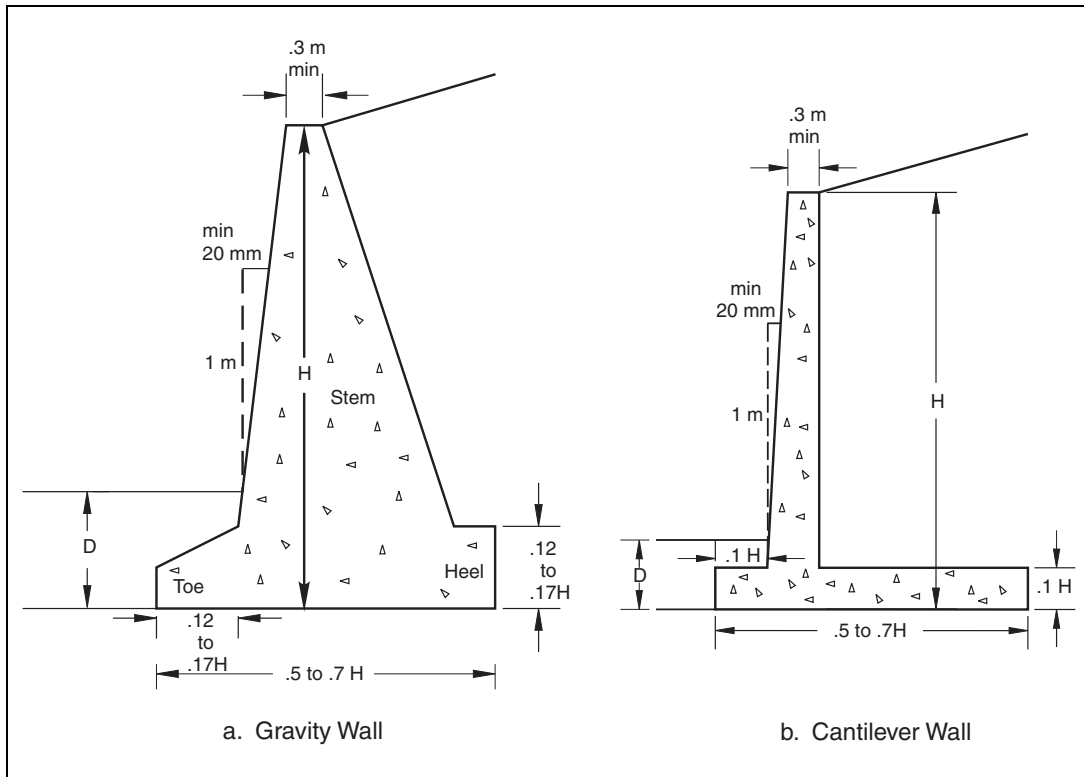 .3 m
min
min
20 mm
1 m
H
Stem
D
Toe
Heel
.12
to
.17H
.12
to
.17H
.5 to .7 H
a. Gravity Wall
.3 m
min
min
20 mm
1 m
H
D
.1 H
.1 H
.5 to .7H
b. Cantilever Wall